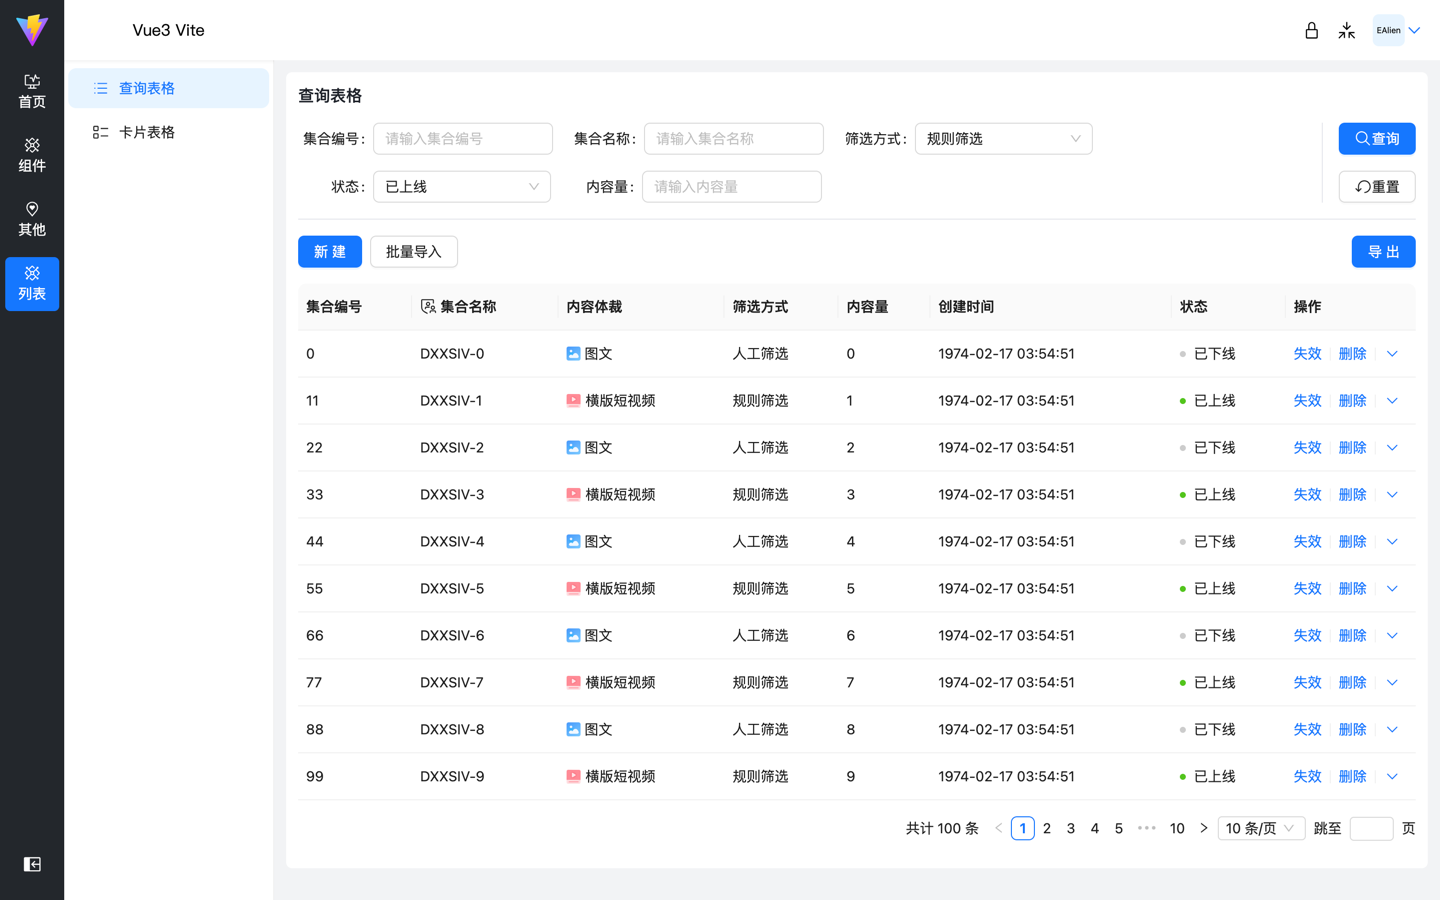 Vue3 Vite
EAlien
首页
组件
其他
列表
查询表格
卡片表格
查询表格
集合编号: 请输入集合编号 集合名称: 请输入集合名称 筛选方式: 规则筛选 查询
状态: 已上线 内容量: 请输入内容量 重置
新 建 批量导入 导 出
集合编号 集合名称 内容体裁 筛选方式 内容量 创建时间 状态 操作
0 DXXSIV-0 图文 人工筛选 0 1974-02-17 03:54:51 已下线 失效 删除
11 DXXSIV-1 横版短视频 规则筛选 1 1974-02-17 03:54:51 已上线 失效 删除
22 DXXSIV-2 图文 人工筛选 2 1974-02-17 03:54:51 已下线 失效 删除
33 DXXSIV-3 横版短视频 规则筛选 3 1974-02-17 03:54:51 已上线 失效 删除
44 DXXSIV-4 图文 人工筛选 4 1974-02-17 03:54:51 已下线 失效 删除
55 DXXSIV-5 横版短视频 规则筛选 5 1974-02-17 03:54:51 已上线 失效 删除
66 DXXSIV-6 图文 人工筛选 6 1974-02-17 03:54:51 已下线 失效 删除
77 DXXSIV-7 横版短视频 规则筛选 7 1974-02-17 03:54:51 已上线 失效 删除
88 DXXSIV-8 图文 人工筛选 8 1974-02-17 03:54:51 已下线 失效 删除
99 DXXSIV-9 横版短视频 规则筛选 9 1974-02-17 03:54:51 已上线 失效 删除
共计 100 条 < 1 2 3 4 5 ••• 10 > 10 条/页 跳至 页